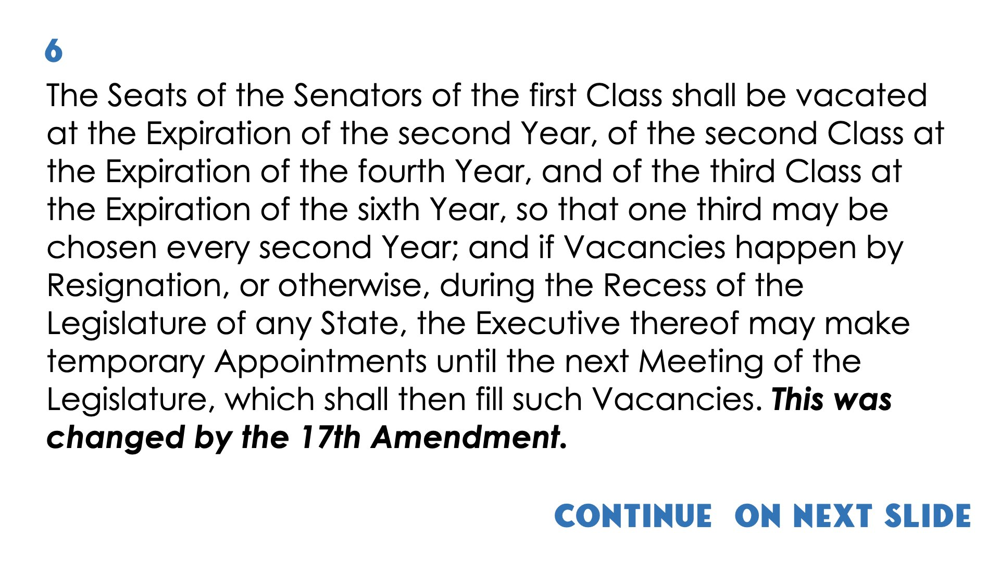 6
The Seats of the Senators of the first Class shall be vacated
at the Expiration of the second Year, of the second Class at
the Expiration of the fourth Year, and of the third Class at
the Expiration of the sixth Year, so that one third may be
chosen every second Year; and if Vacancies happen by
Resignation, or otherwise, during the Recess of the
Legislature of any State, the Executive thereof may make
temporary Appointments until the next Meeting of the
Legislature, which shall then fill such Vacancies. This was
changed by the 17th Amendment.
CONTINUE ON NEXT SLIDE